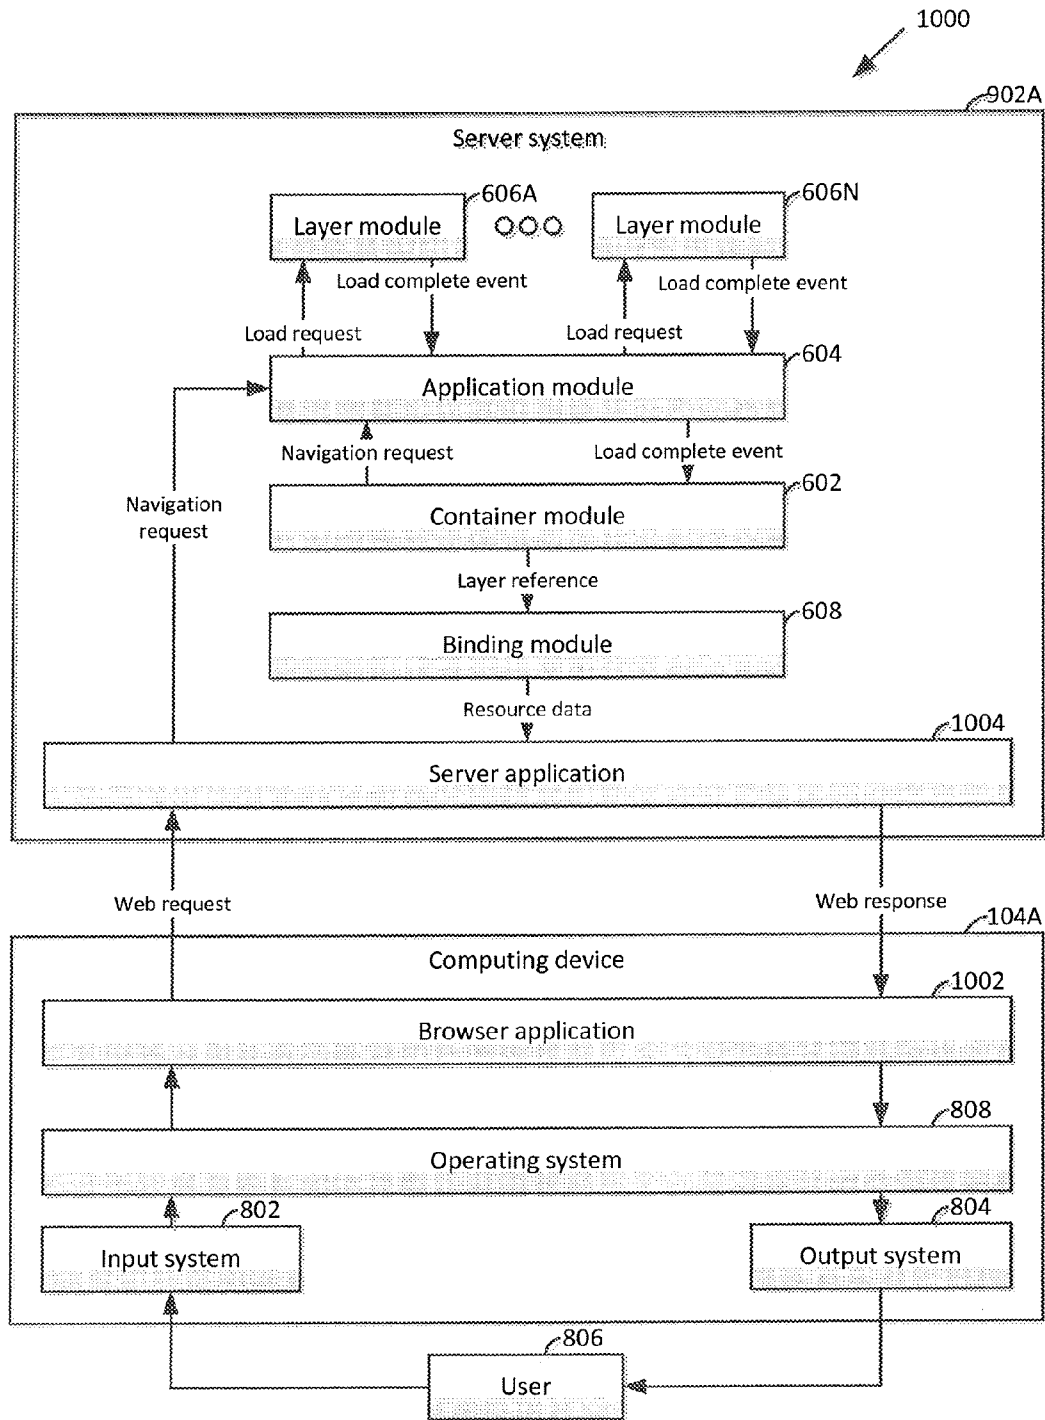 1000
902A
Server system
606A
606N
Layer module
Layer module
Load complete event
Load complete event
Load request
Load request
604
Application module
Navigation request
Load complete event
602
Container module
Navigation
request
Layer reference
608
Binding module
Resource data
1004
Server application
Web request
Web response
104A
Computing device
1002
Browser application
808
Operating system
802
804
Input system
Output system
806
User